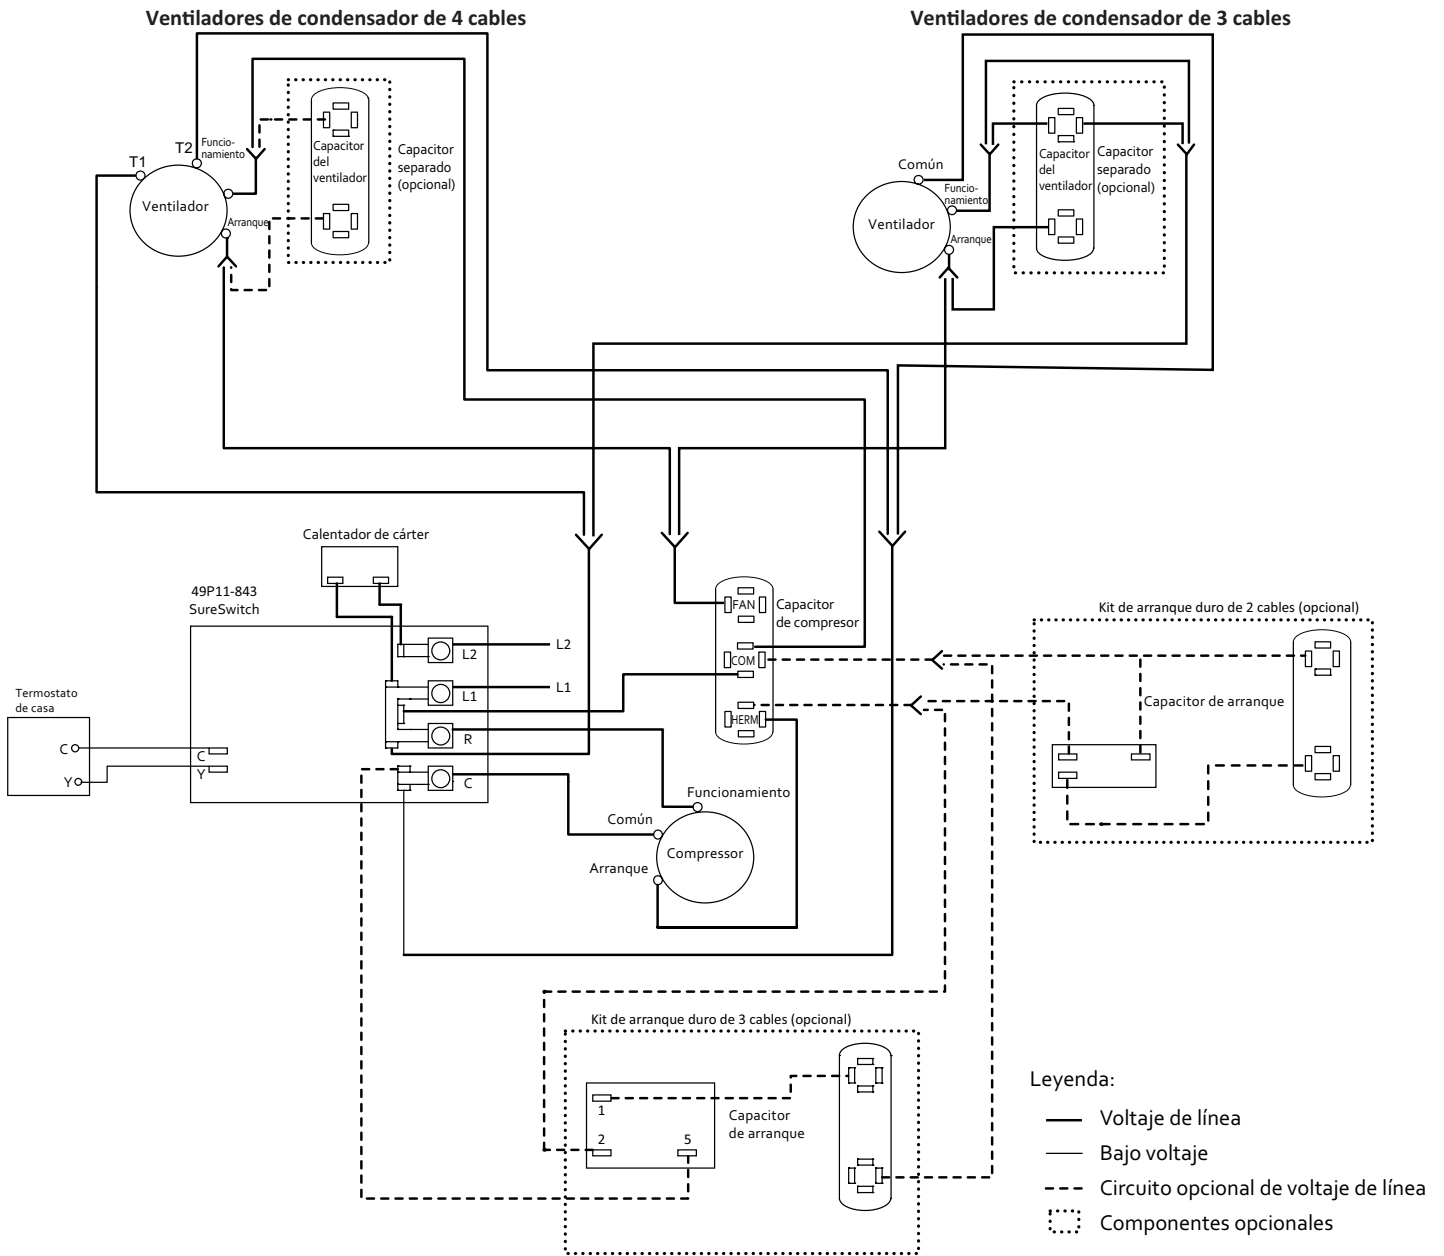 Ventiladores de condensador de 4 cables
Ventiladores de condensador de 3 cables
T1
T2
Funcio-
namiento
Ventilador
Arranque
Capacitor
del
ventilador
Capacitor
separado
(opcional)
Común
Funcio-
namiento
Ventilador
Arranque
Capacitor
del
ventilador
Capacitor
separado
(opcional)
Calentador de cárter
49P11-843
SureSwitch
L2
L2
L1
L1
R
C
Termostato
de casa
C
Y
C
Y
FAN
COM
HERM
Capacitor
de compresor
Funcionamiento
Común
Arranque
Compressor
Kit de arranque duro de 2 cables (opcional)
Capacitor de arranque
Kit de arranque duro de 3 cables (opcional)
1
2
5
Capacitor
de arranque
Leyenda:
Voltaje de línea
Bajo voltaje
Circuito opcional de voltaje de línea
Componentes opcionales